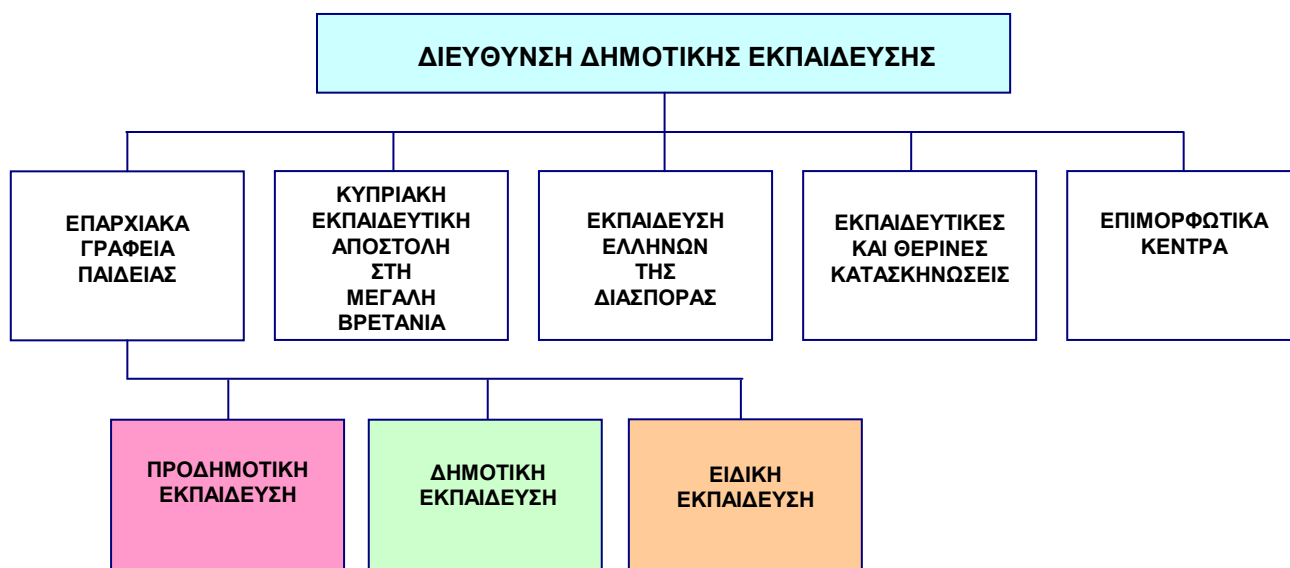 ΔΙΕΥΘΥΝΣΗ ΔΗΜΟΤΙΚΗΣ ΕΚΠΑΙΔΕΥΣΗΣ
ΕΠΑΡΧΙΑΚΑ
ΓΡΑΦΕΙΑ
ΠΑΙΔΕΙΑΣ
ΚΥΠΡΙΑΚΗ
ΕΚΠΑΙΔΕΥΤΙΚΗ
ΑΠΟΣΤΟΛΗ
ΣΤΗ
ΜΕΓΑΛΗ
ΒΡΕΤΑΝΙΑ
ΕΚΠΑΙΔΕΥΣΗ
ΕΛΛΗΝΩΝ
ΤΗΣ
ΔΙΑΣΠΟΡΑΣ
ΕΚΠΑΙΔΕΥΤΙΚΕΣ
ΚΑΙ ΘΕΡΙΝΕΣ
ΚΑΤΑΣΚΗΝΩΣΕΙΣ
ΕΠΙΜΟΡΦΩΤΙΚΑ
ΚΕΝΤΡΑ
ΠΡΟΔΗΜΟΤΙΚΗ
ΕΚΠΑΙΔΕΥΣΗ
ΔΗΜΟΤΙΚΗ
ΕΚΠΑΙΔΕΥΣΗ
ΕΙΔΙΚΗ
ΕΚΠΑΙΔΕΥΣΗ